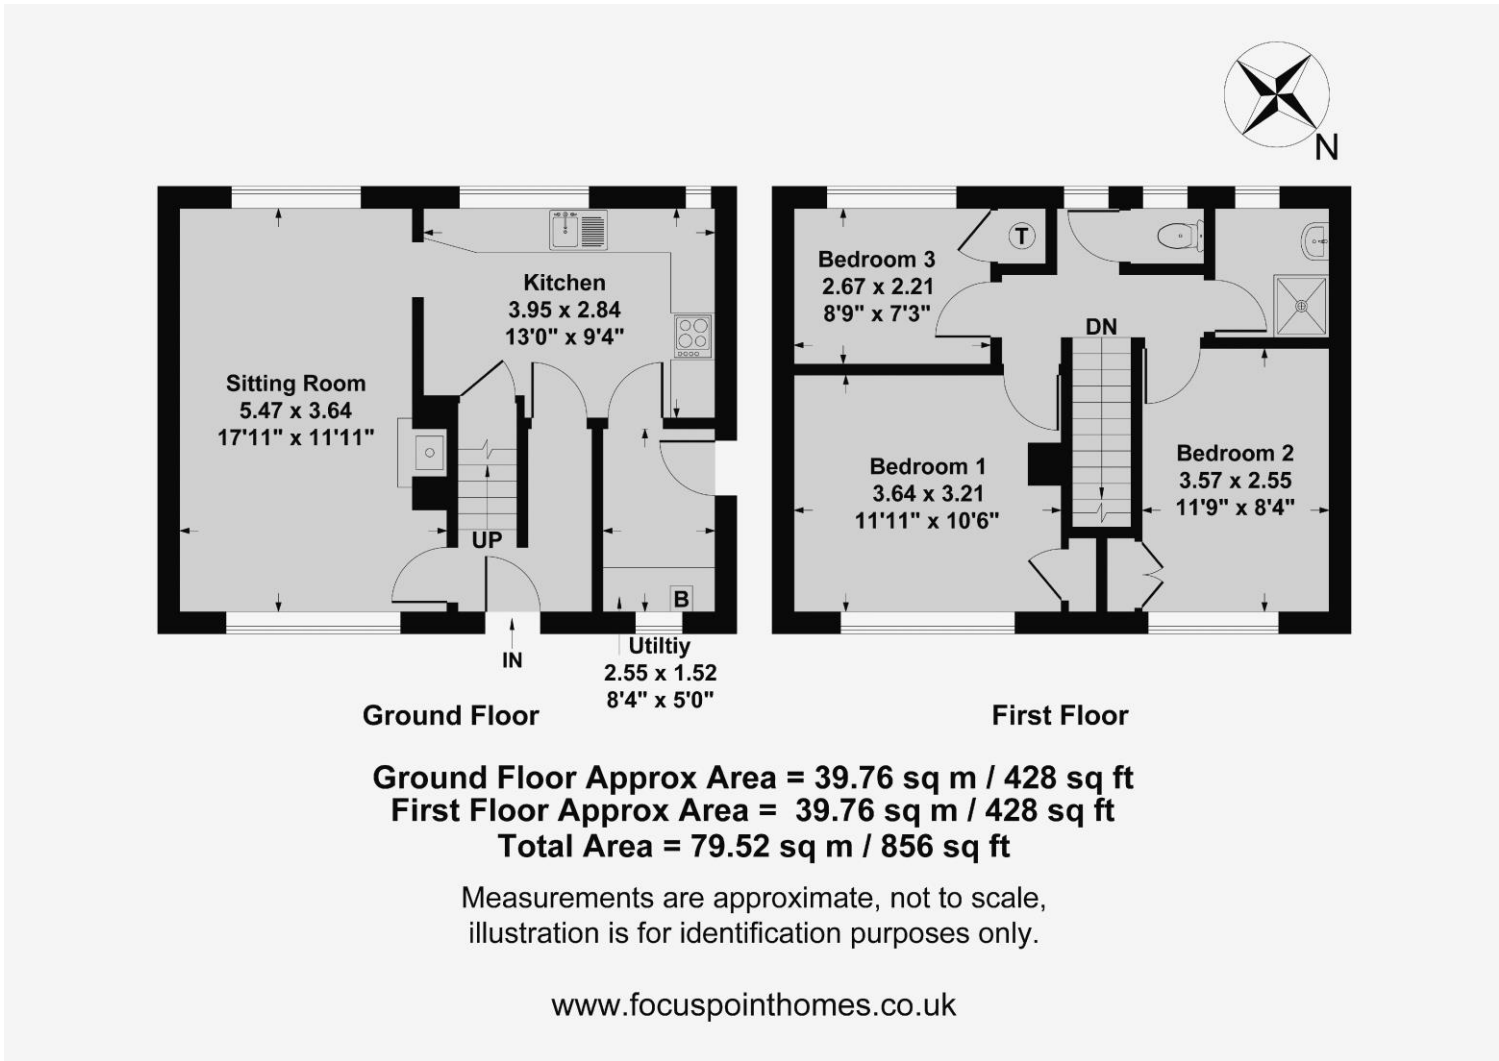 N
Kitchen
3.95 x 2.84
13'0" x 9'4"
Sitting Room
5.47 x 3.64
17'11" x 11'11"
UP
B
IN
Utiltiy
2.55 x 1.52
8'4" x 5'0"
Ground Floor
T
Bedroom 3
2.67 x 2.21
8'9" x 7'3"
DN
Bedroom 1
3.64 x 3.21
11'11" x 10'6"
Bedroom 2
3.57 x 2.55
11'9" x 8'4"
First Floor
Ground Floor Approx Area = 39.76 sq m / 428 sq ft
First Floor Approx Area =  39.76 sq m / 428 sq ft
Total Area = 79.52 sq m / 856 sq ft
Measurements are approximate, not to scale,
illustration is for identification purposes only.
www.focuspointhomes.co.uk